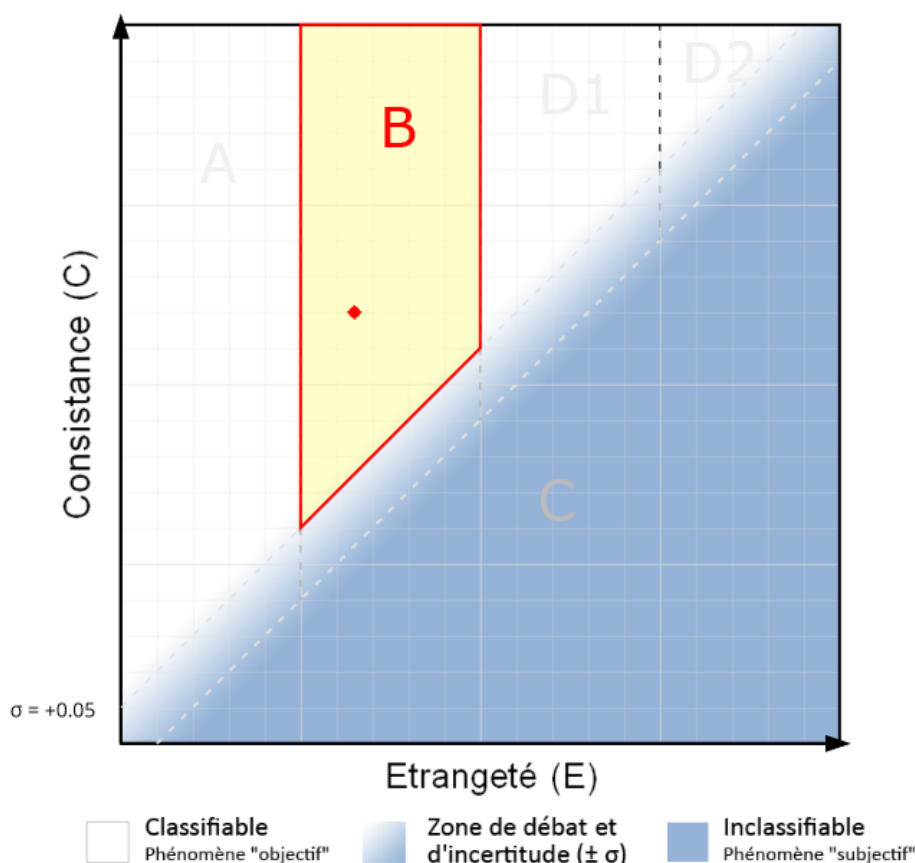 D2
D1
B
A
Consistance (C)
C
σ = +0.05
Etrangeté (E)
Classifiable
Phénomène "objectif"
Zone de débat et
d'incertitude (± σ)
Inclassifiable
Phénomène "subjectif"